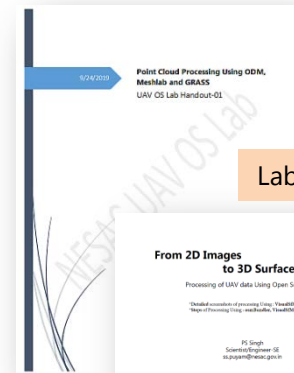 9/24/2019
Point Cloud Processing Using ODM,
Meshlab and GRASS
UAV OS Lab Handout-01
NESAC UAV OS Lab
Lab
From 2D Images
to 3D Surface
Processing of UAV data Using Open S
PS Singh
Scientist/Engineer-SE